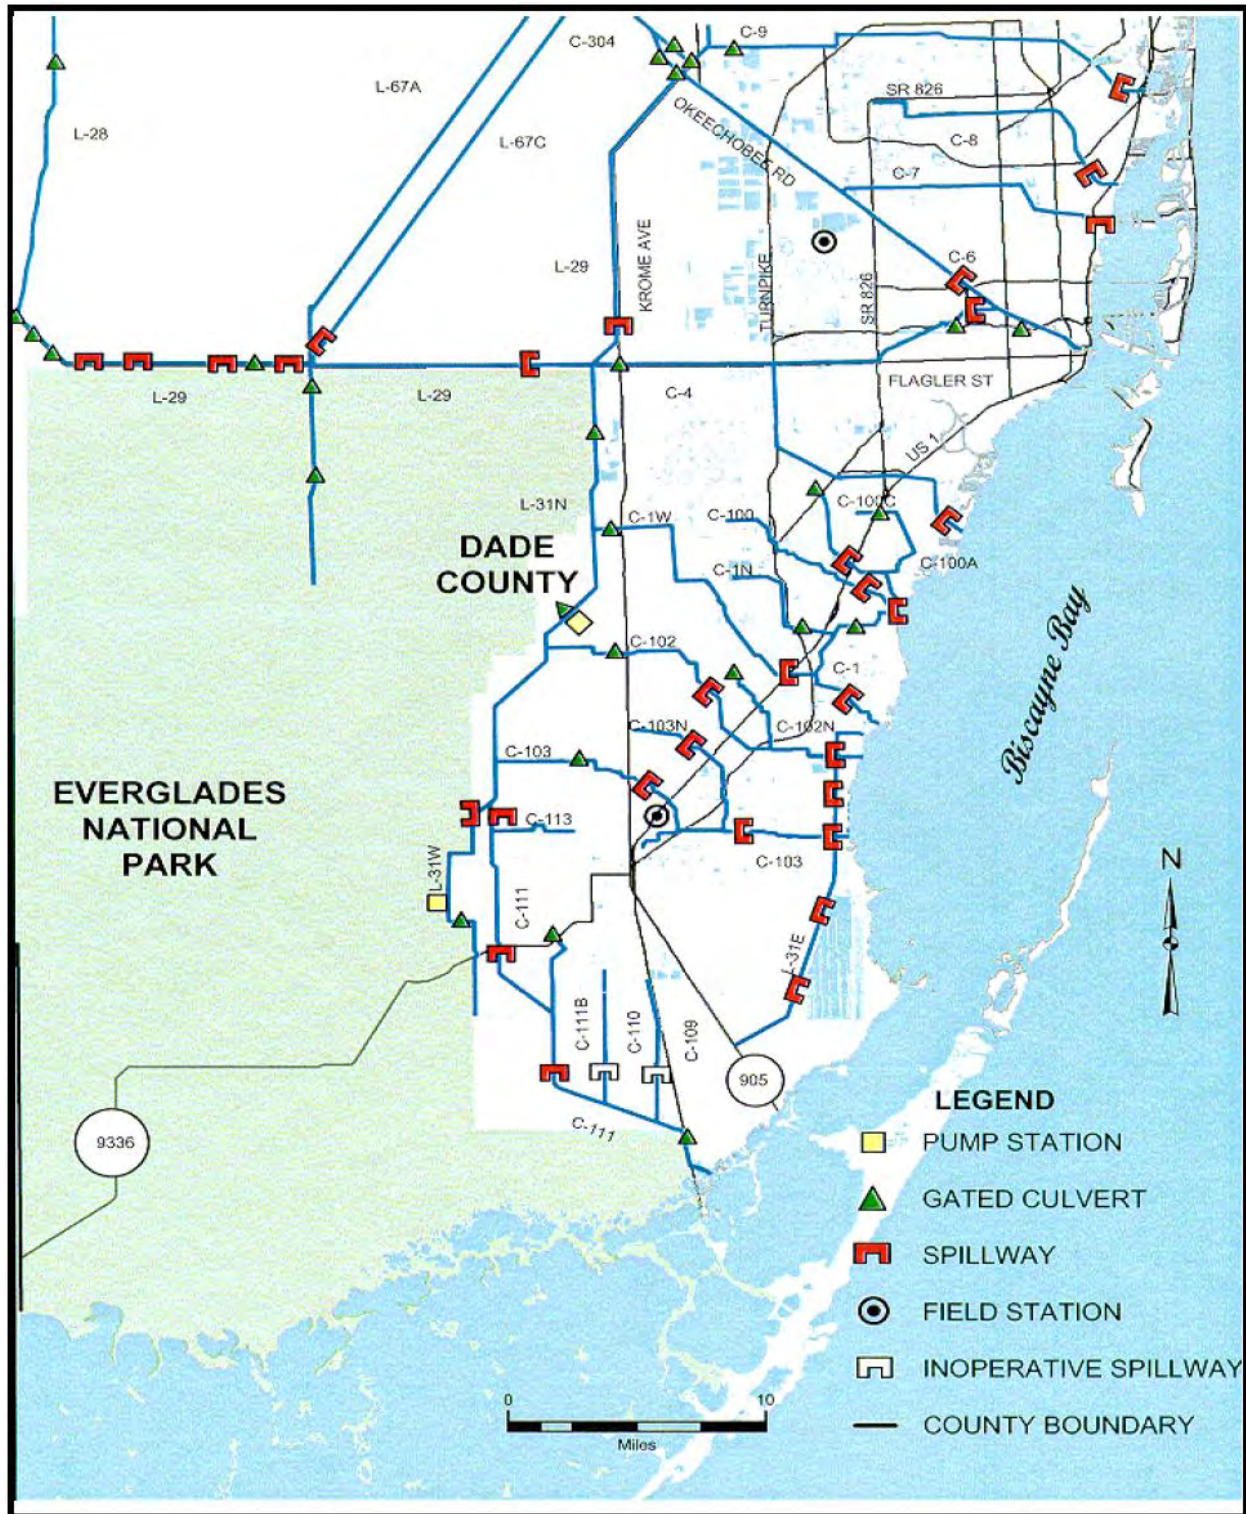 C-9
C-304
L-67A
SR 826
OKEECHOBEE RD
L-28
L-67C
C-8
C-7
KROME AVE
TURNPIKE
SR 826
C-6
L-29
FLAGLER ST
L-29
L-29
C-4
US 1
L-31N
C-1W
C-100
C-100C
DADE
COUNTY
C-1N
C-100A
Biscayne Bay
C-102
C-1
C-103N
C-102N
C-103
EVERGLADES
NATIONAL
PARK
C-113
C-103
L-31W
C-111
N
L-31E
C-111B
C-110
C-109
905
C-111
9336
LEGEND
PUMP STATION
GATED CULVERT
SPILLWAY
FIELD STATION
INOPERATIVE SPILLWAY
COUNTY BOUNDARY
0 10
Miles